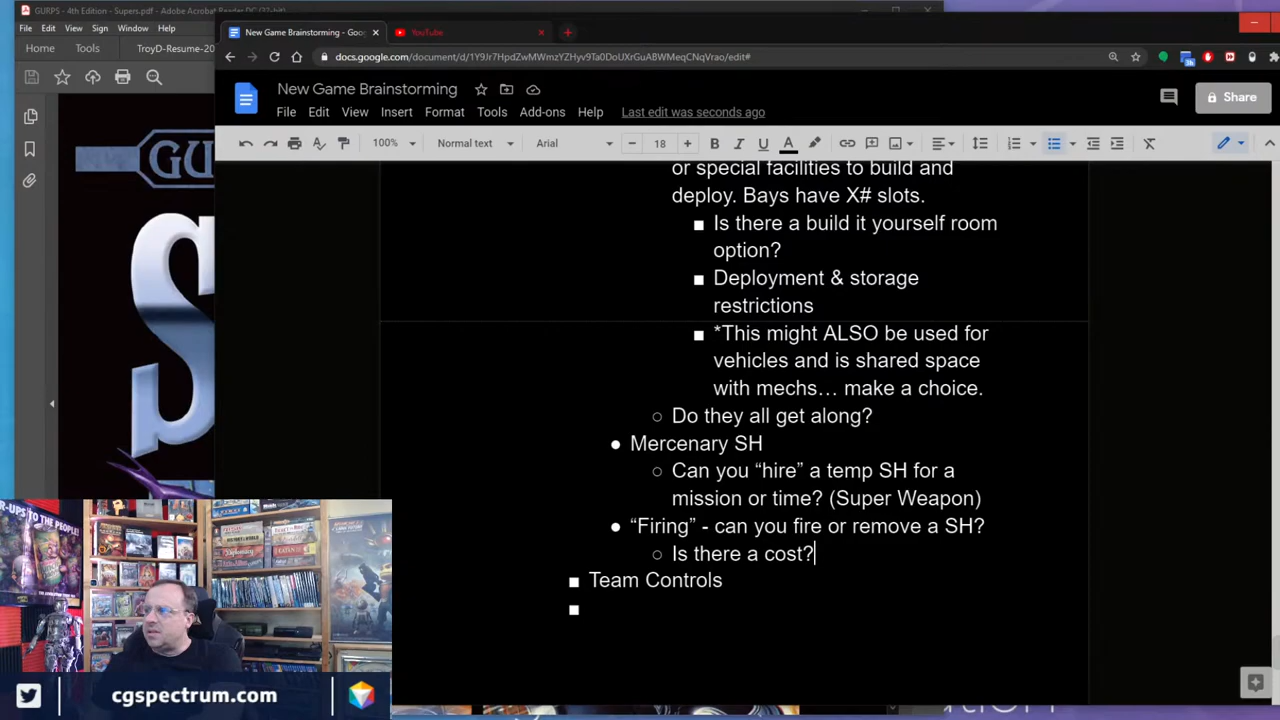 GURPS - 4th Edition - Supers.pdf - Adobe Acrobat Reader DC (32-bit)
File Edit View Sign Window Help
Home Tools TroyD-Resume-20
New Game Brainstorming - Goo
YouTube
docs.google.com/document/d/1Y9Jr7HpdZwMWmzYZHyv9Ta0DoUXrGuABWMeqCNqVrao/edit#
New Game Brainstorming
File Edit View Insert Format Tools Add-ons Help Last edit was seconds ago
Share
100% Normal text Arial 18
GU
S
or special facilities to build and
deploy. Bays have X# slots.
Is there a build it yourself room
option?
Deployment & storage
restrictions
*This might ALSO be used for
vehicles and is shared space
with mechs… make a choice.
Do they all get along?
Mercenary SH
Can you “hire” a temp SH for a
mission or time? (Super Weapon)
“Firing” - can you fire or remove a SH?
Is there a cost?
Team Controls
CATAN
cgspectrum.com